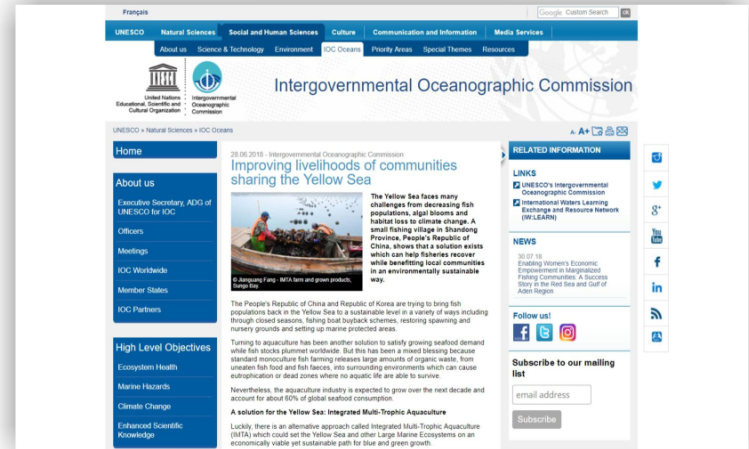 Français
Google Custom Search
ok
UNESCO Natural Sciences Social and Human Sciences Culture Communication and Information Media Services
About us Science & Technology Environment IOC Oceans Priority Areas Special Themes Resources
United Nations
Educational, Scientific and
Cultural Organization
Intergovernmental
Oceanographic
Commission
Intergovernmental Oceanographic Commission
UNESCO » Natural Sciences » IOC Oceans
A A+
Home
About us
Executive Secretary, ADG of
UNESCO for IOC
Officers
Meetings
IOC Worldwide
Member States
IOC Partners
High Level Objectives
Ecosystem Health
Marine Hazards
Climate Change
Enhanced Scientific
Knowledge
28.06.2018 - Intergovernmental Oceanographic Commission
Improving livelihoods of communities
sharing the Yellow Sea
© Jianguang Fang - IMTA farm and grown products,
Sungo Bay
The Yellow Sea faces many
challenges from decreasing fish
populations, algal blooms and
habitat loss to climate change. A
small fishing village in Shandong
Province, People's Republic of
China, shows that a solution exists
which can help fisheries recover
while benefitting local communities
in an environmentally sustainable
way.
The People's Republic of China and Republic of Korea are trying to bring fish
populations back in the Yellow Sea to a sustainable level in a variety of ways including
through closed seasons, fishing boat buyback schemes, restoring spawning and
nursery grounds and setting up marine protected areas.
Turning to aquaculture has been another solution to satisfy growing seafood demand
while fish stocks plummet worldwide. But this has been a mixed blessing because
standard monoculture fish farming releases large amounts of organic waste, from
uneaten fish food and fish faeces, into surrounding environments which can cause
eutrophication or dead zones where no aquatic life are able to survive.
Nevertheless, the aquaculture industry is expected to grow over the next decade and
account for about 60% of global seafood consumption.
A solution for the Yellow Sea: Integrated Multi-Trophic Aquaculture
Luckily, there is an alternative approach called Integrated Multi-Trophic Aquaculture
(IMTA) which could set the Yellow Sea and other Large Marine Ecosystems on an
economically viable yet sustainable path for blue and green growth.
RELATED INFORMATION
LINKS
UNESCO's Intergovernmental
Oceanographic Commission
International Waters Learning
Exchange and Resource Network
(IW:LEARN)
NEWS
30.07.18
Enabling Women's Economic
Empowerment in Marginalized
Fishing Communities: A Success
Story in the Red Sea and Gulf of
Aden Region
Follow us!
Subscribe to our mailing
list
email address
Subscribe
g+
You
Tube
f
in